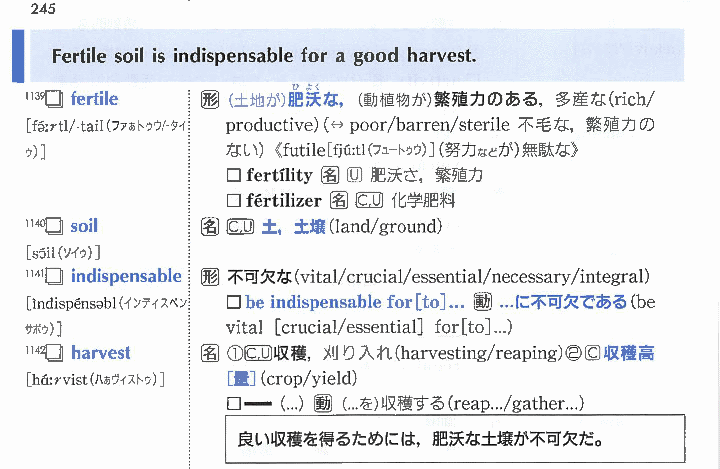 245
Fertile soil is indispensable for a good harvest.
1139□ fertile
[fə́ːrtl/-tail(ファぁトゥウ/-タイ
ゥ)]
形 (土地が)肥沃な，(動植物が)繁殖力のある，多産な(rich/
productive)(↔ poor/barren/sterile 不毛な，繁殖力の
ない)《futile[fjúːtl(フュートゥウ)](努力などが)無駄な》
□ fertílity 名 U 肥沃さ，繁殖力
□ fértilizer 名 C,U 化学肥料
1140□ soil
[sɔ́il(ソイゥ)]
名 C,U 土，土壌(land/ground)
1141□ indispensable
[ìndispénsəbl(インディスペン
サボゥ)]
形 不可欠な(vital/crucial/essential/necessary/integral)
□ be indispensable for[to]... 動 ...に不可欠である(be
vital [crucial/essential] for[to]...)
1142□ harvest
[hɑ́ːrvist(ハぁヴィストゥ)]
名 ①C,U収穫，刈り入れ(harvesting/reaping)②C収穫高
[量](crop/yield)
□━ (...) 動 (...を)収穫する(reap.../gather...)
良い収穫を得るためには，肥沃な土壌が不可欠だ。